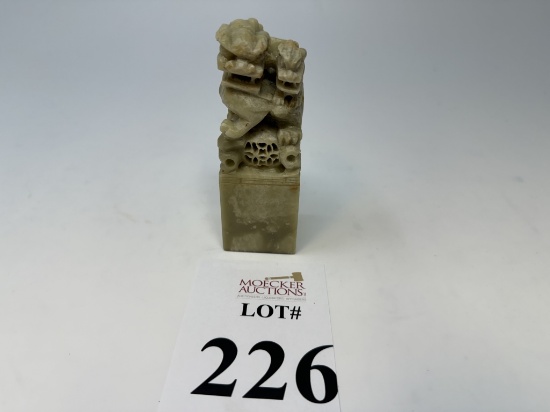 MOECKER
AUCTIONS
LOT#
226